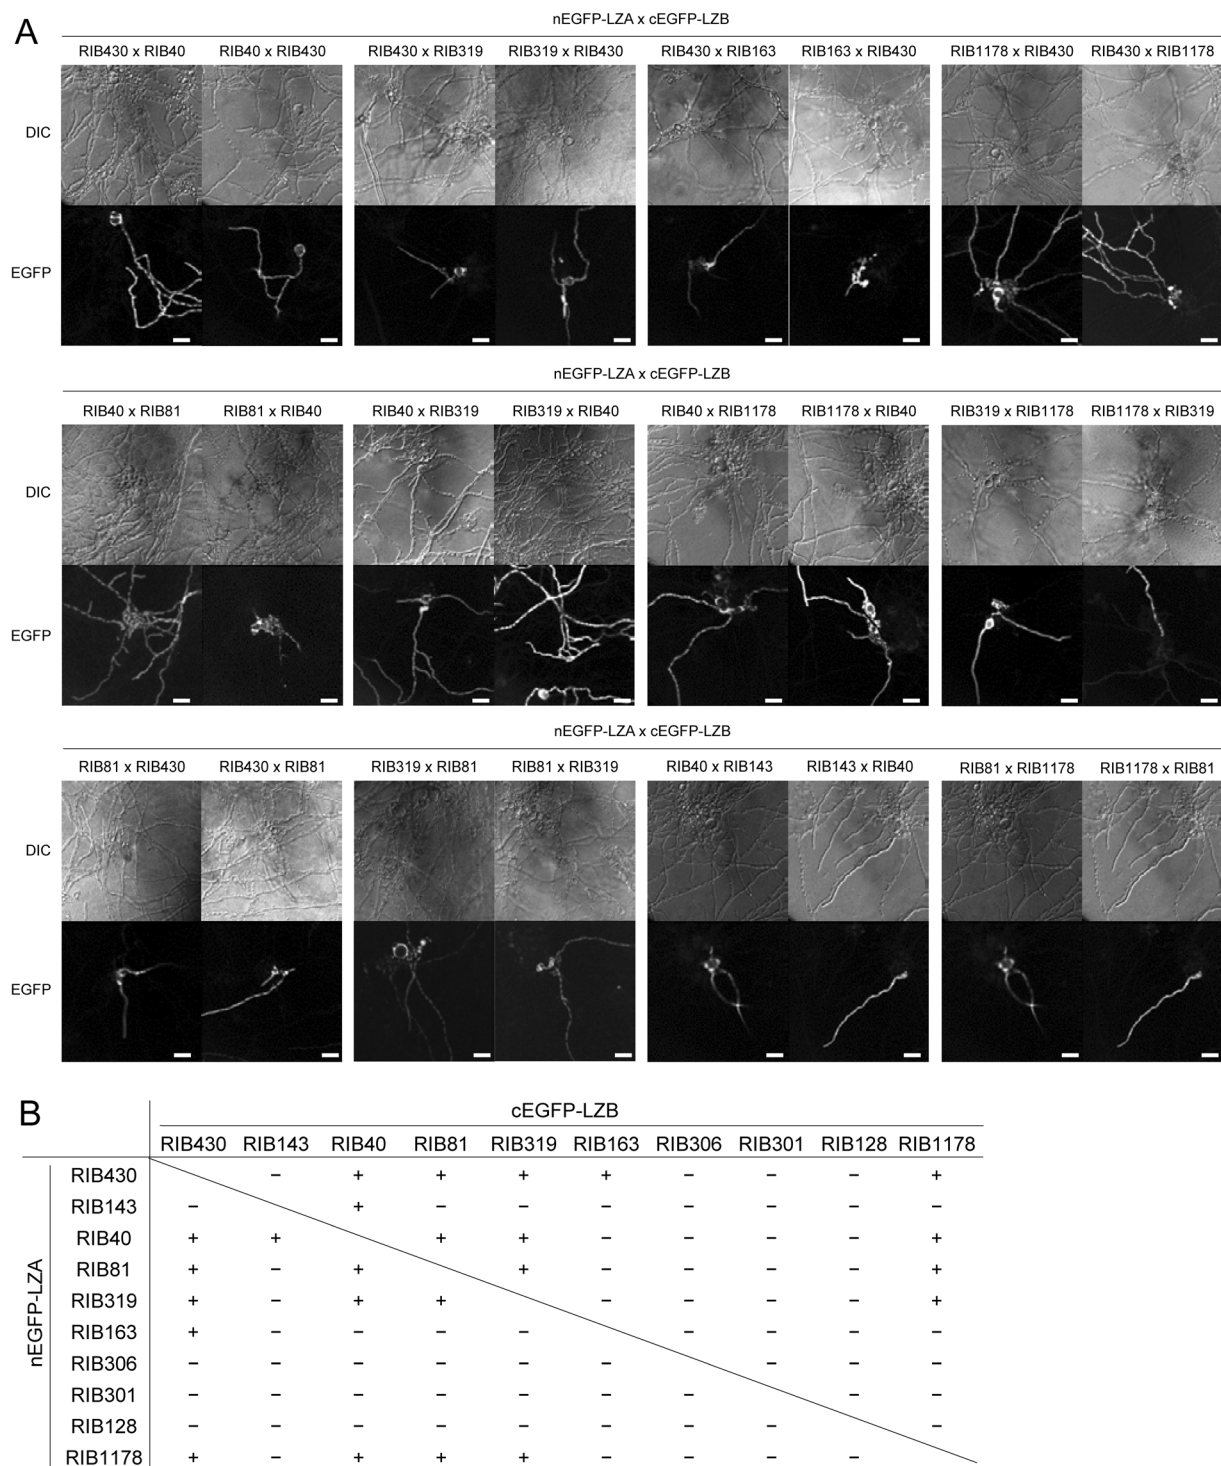 A
nEGFP-LZA x cEGFP-LZB
RIB430 x RIB40 RIB40 x RIB430 RIB430 x RIB319 RIB319 x RIB430 RIB430 x RIB163 RIB163 x RIB430 RIB1178 x RIB430 RIB430 x RIB1178
DIC
EGFP
nEGFP-LZA x cEGFP-LZB
RIB40 x RIB81 RIB81 x RIB40 RIB40 x RIB319 RIB319 x RIB40 RIB40 x RIB1178 RIB1178 x RIB40 RIB319 x RIB1178 RIB1178 x RIB319
DIC
EGFP
nEGFP-LZA x cEGFP-LZB
RIB81 x RIB430 RIB430 x RIB81 RIB319 x RIB81 RIB81 x RIB319 RIB40 x RIB143 RIB143 x RIB40 RIB81 x RIB1178 RIB1178 x RIB81
DIC
EGFP
B
cEGFP-LZB
RIB430 RIB143 RIB40 RIB81 RIB319 RIB163 RIB306 RIB301 RIB128 RIB1178
nEGFP-LZA
RIB430 − + + + + − − − +
RIB143 − + − − − − − − −
RIB40 + + + + − − − − +
RIB81 + − + + − − − − +
RIB319 + − + + − − − − +
RIB163 + − − − − − − − −
RIB306 − − − − − − − − −
RIB301 − − − − − − − − −
RIB128 − − − − − − − − −
RIB1178 + − + + + − − − −